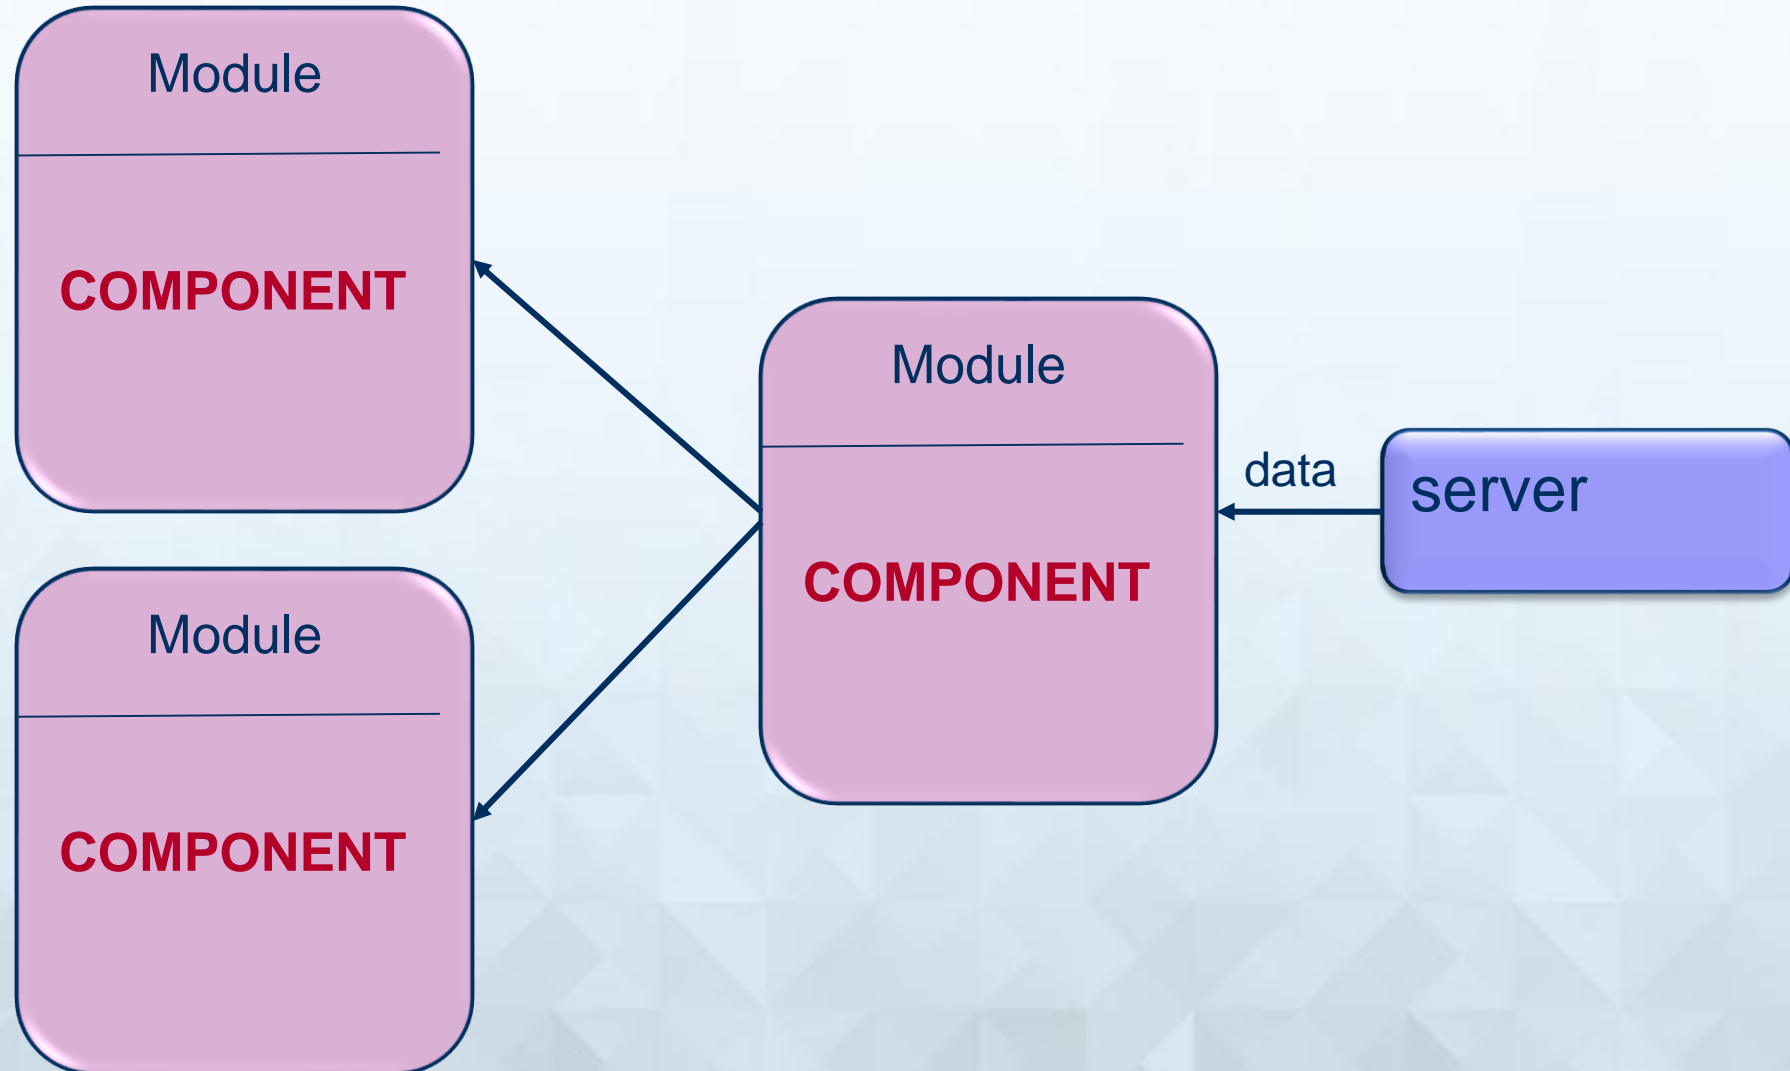 Module
COMPONENT
Module
COMPONENT
Module
COMPONENT
data
server